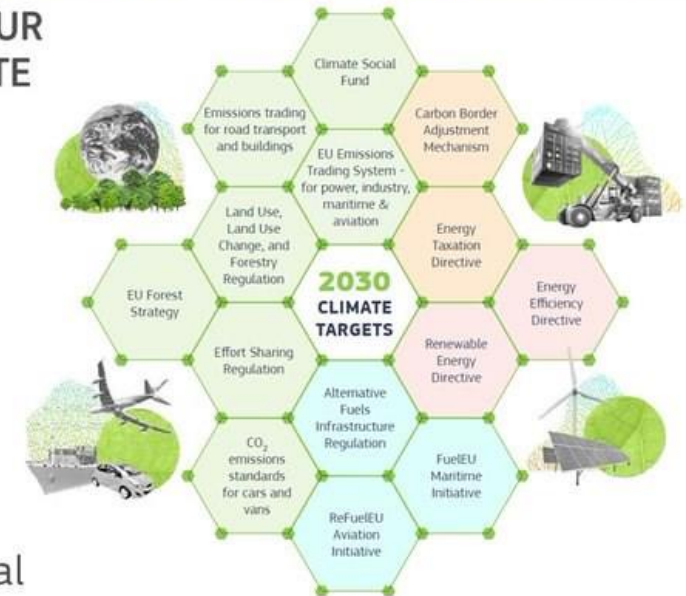 UR
TE
Climate Social
Fund
Emissions trading
for road transport
and buildings
Carbon Border
Adjustment
Mechanism
EU Emissions
Trading System -
for power, industry,
maritime &
aviation
Land Use,
Land Use
Change, and
Forestry
Regulation
Energy
Taxation
Directive
EU Forest
Strategy
2030
CLIMATE
TARGETS
Energy
Efficiency
Directive
Effort Sharing
Regulation
Renewable
Energy
Directive
Alternative
Fuels
Infrastructure
Regulation
CO₂
emissions
standards
for cars and
vans
FuelEU
Maritime
Initiative
ReFuelEU
Aviation
Initiative
al